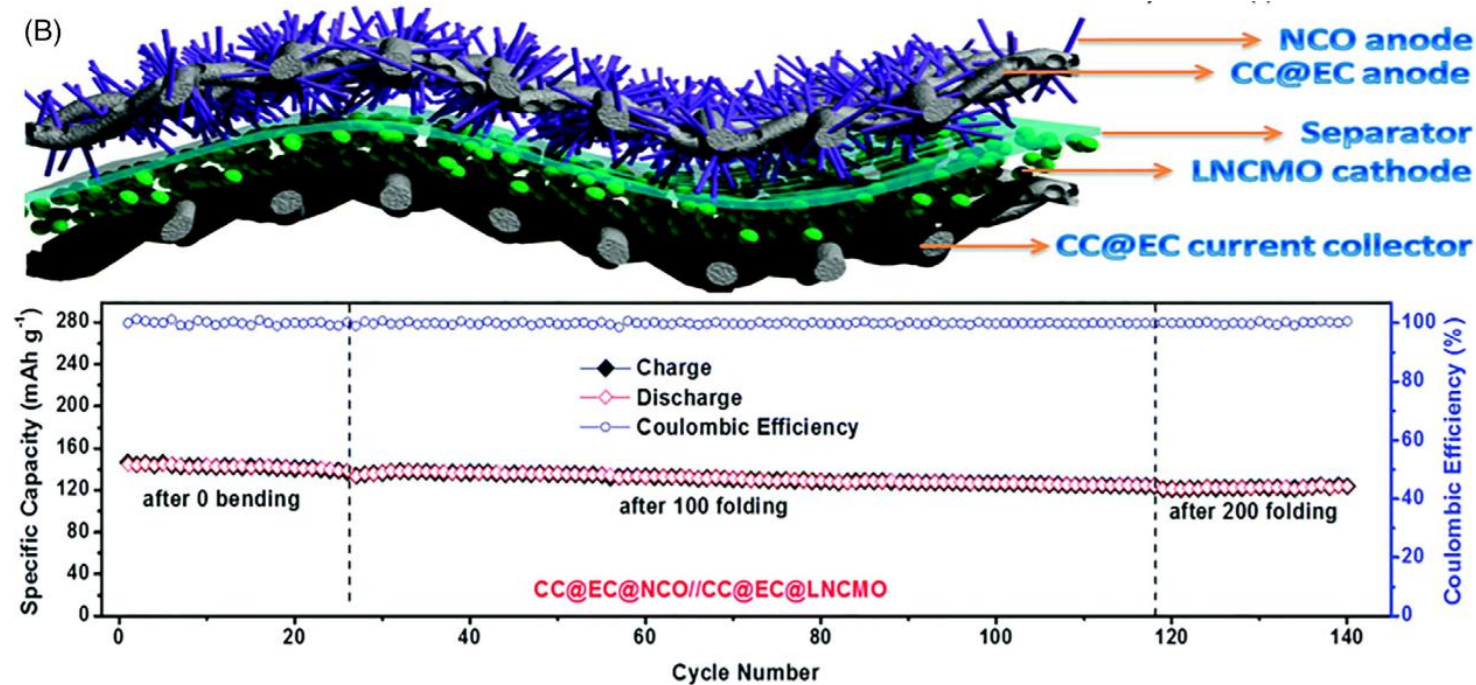 (B)
NCO anode
CC@EC anode
Separator
LNCMO cathode
CC@EC current collector
Specific Capacity (mAh g⁻¹)
280
240
200
160
120
80
40
0
Charge
Discharge
Coulombic Efficiency
after 0 bending
after 100 folding
after 200 folding
CC@EC@NCO//CC@EC@LNCMO
100
80
60
40
20
0
Coulombic Efficiency (%)
0 20 40 60 80 100 120 140
Cycle Number